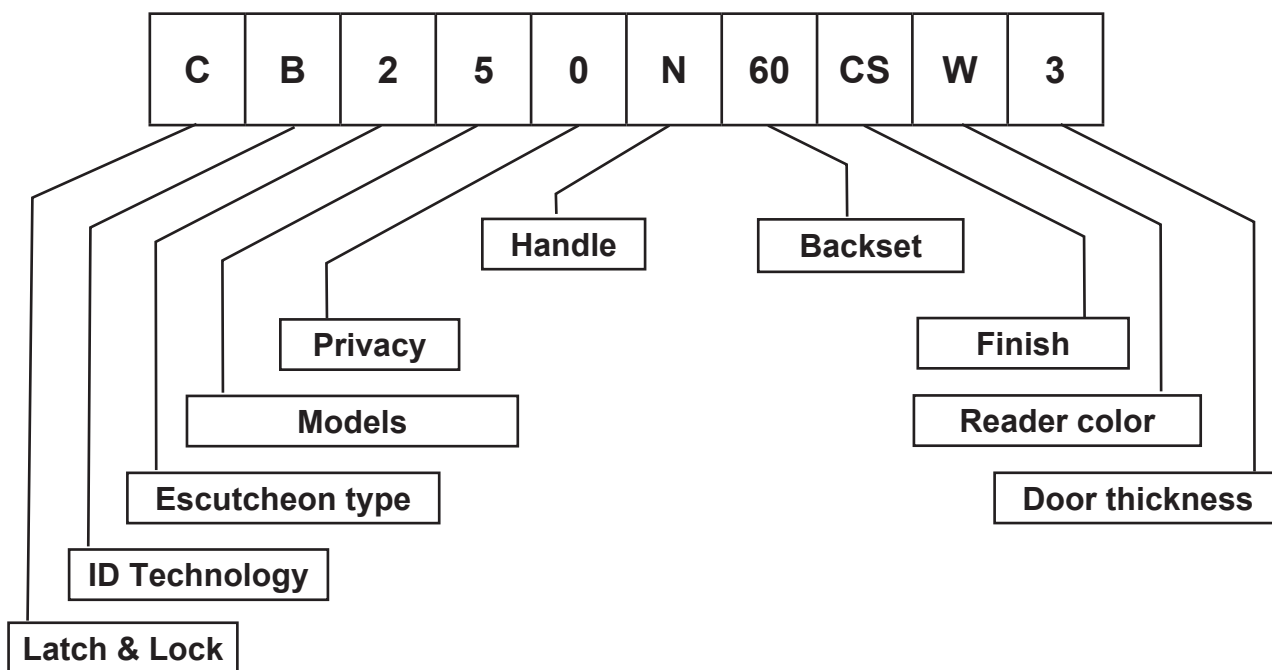 C B 2 5 0 N 60 CS W 3
Handle
Backset
Privacy
Finish
Models
Reader color
Escutcheon type
Door thickness
ID Technology
Latch & Lock